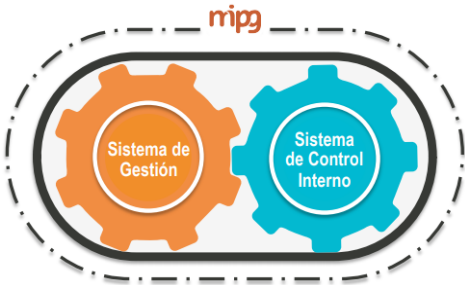 mipg
Sistema de
Gestión
Sistema
de Control
Interno